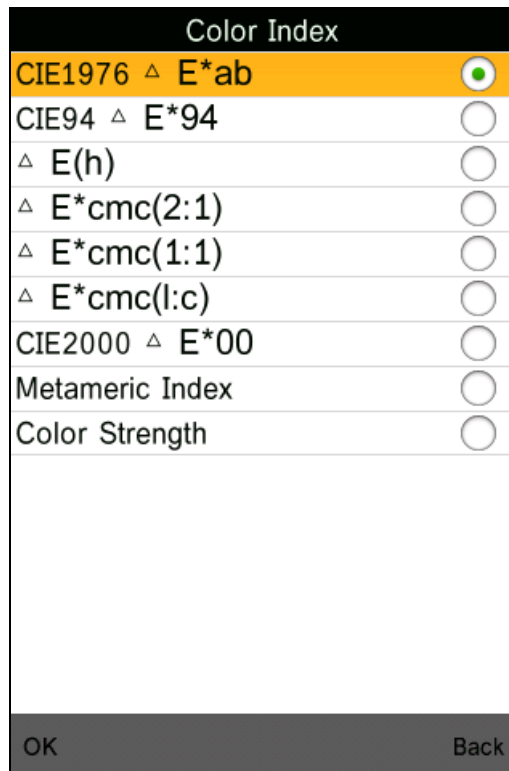 Color Index
CIE1976 △ E*ab
CIE94 △ E*94
△ E(h)
△ E*cmc(2:1)
△ E*cmc(1:1)
△ E*cmc(l:c)
CIE2000 △ E*00
Metameric Index
Color Strength
OK Back